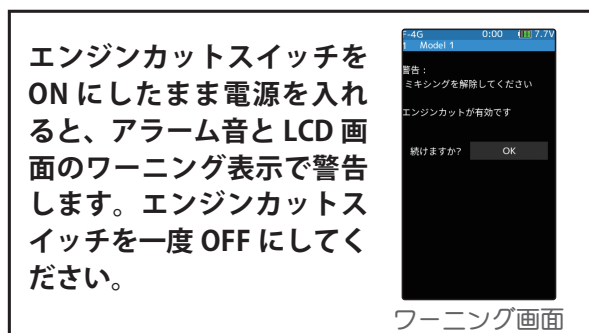 エンジンカットスイッチを
ON にしたまま電源を入れ
ると、アラーム音と LCD 画
面のワーニング表示で警告
します。エンジンカットス
イッチを一度 OFF にしてく
ださい。
F-4G 0:00 7.7V
1 Model 1
警告：
ミキシングを解除してください
エンジンカットが有効です
続けますか? OK
ワーニング画面